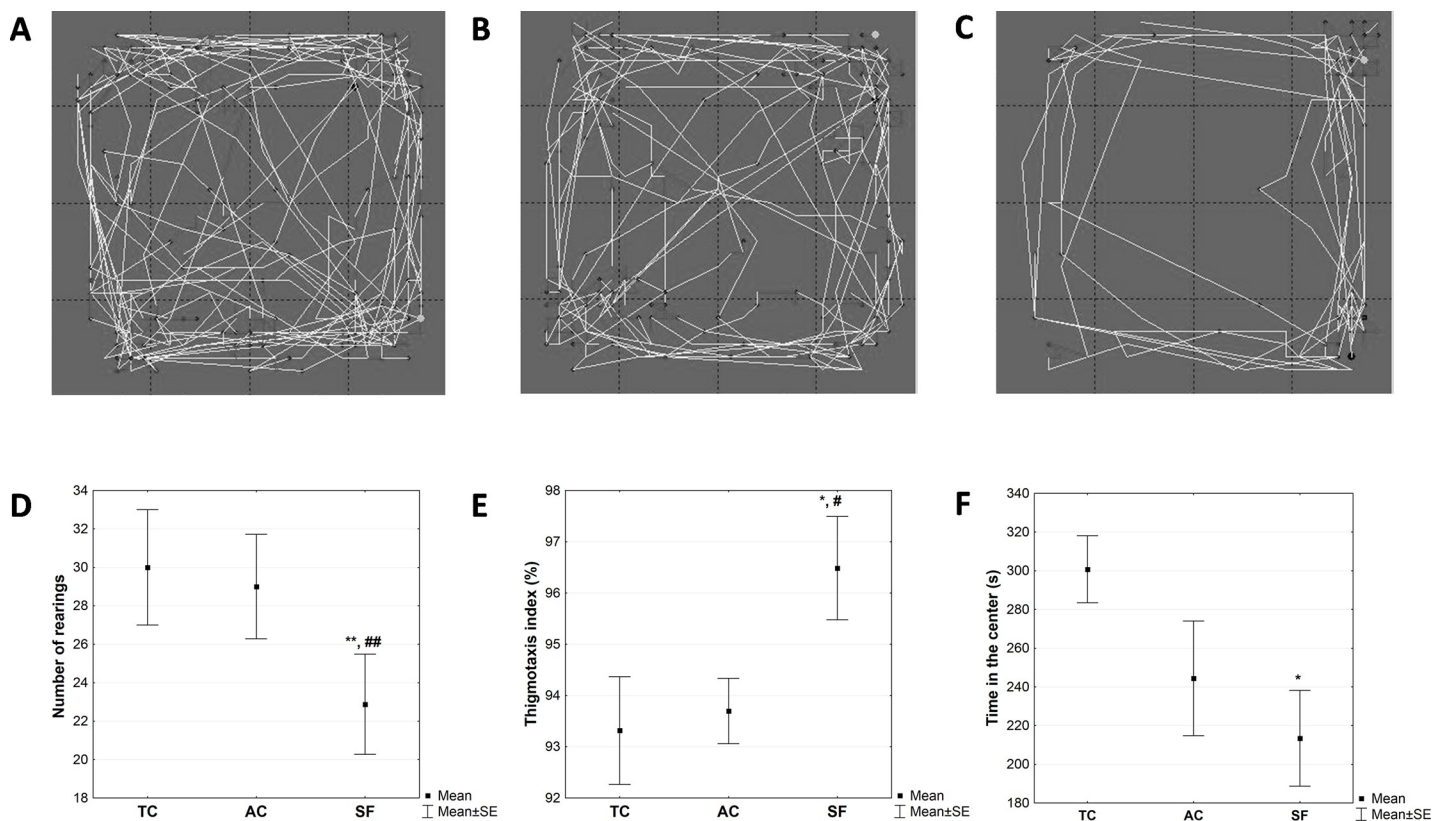 A
B
C
D
Number of rearings
34
32
30
28
26
24
22
20
18
**, ##
TC AC SF
Mean
Mean±SE
E
Thigmotaxis index (%)
98
97
96
95
94
93
92
*, #
TC AC SF
Mean
Mean±SE
F
Time in the center (s)
340
320
300
280
260
240
220
200
180
*
TC AC SF
Mean
Mean±SE